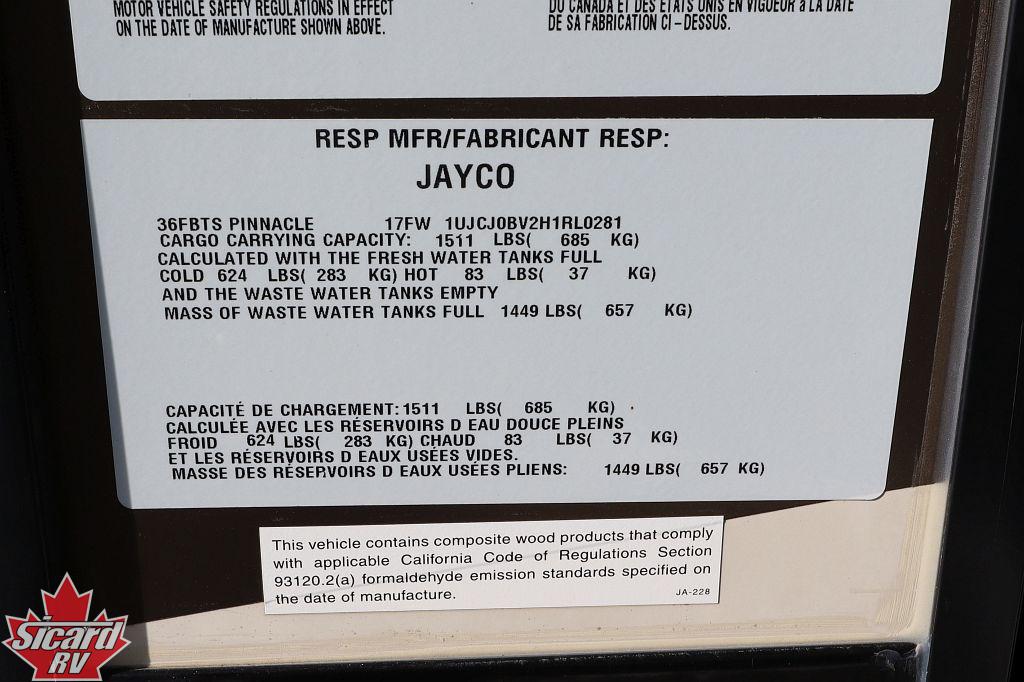 MOTOR VEHICLE SAFETY REGULATIONS IN EFFECT
ON THE DATE OF MANUFACTURE SHOWN ABOVE.
DU CANADA ET DES ÉTATS UNIS EN VIGUEUR à LA DATE
DE SA FABRICATION CI-DESSUS.
RESP MFR/FABRICANT RESP:
JAYCO
36FBTS PINNACLE 17FW 1UJCJ0BV2H1RL0281
CARGO CARRYING CAPACITY: 1511 LBS( 685 KG)
CALCULATED WITH THE FRESH WATER TANKS FULL
COLD 624 LBS( 283 KG) HOT 83 LBS( 37 KG)
AND THE WASTE WATER TANKS EMPTY
MASS OF WASTE WATER TANKS FULL 1449 LBS( 657 KG)
CAPACITÉ DE CHARGEMENT: 1511 LBS( 685 KG)
CALCULÉE AVEC LES RÉSERVOIRS D EAU DOUCE PLEINS
FROID 624 LBS( 283 KG) CHAUD 83 LBS( 37 KG)
ET LES RÉSERVOIRS D EAUX USÉES VIDES.
MASSE DES RÉSERVOIRS D EAUX USÉES PLIENS: 1449 LBS( 657 KG)
This vehicle contains composite wood products that comply
with applicable California Code of Regulations Section
93120.2(a) formaldehyde emission standards specified on
the date of manufacture.
JA-228
Sicard
RV